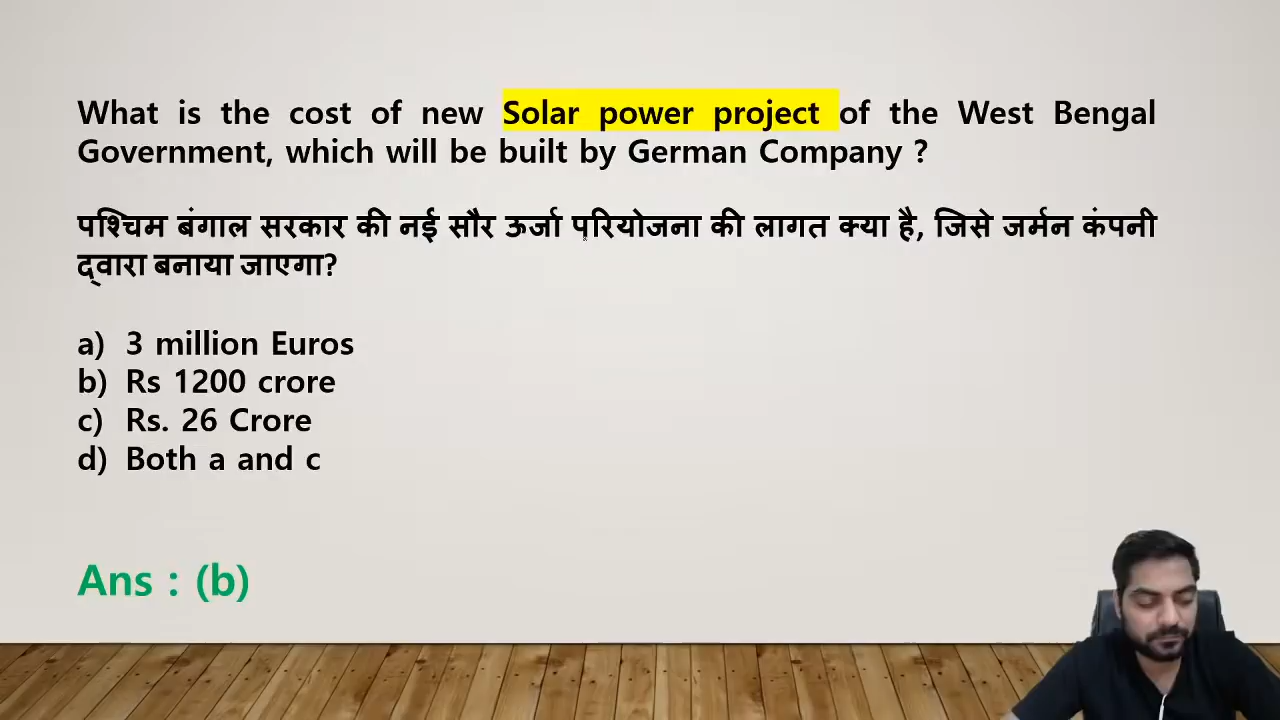 What is the cost of new Solar power project of the West Bengal
Government, which will be built by German Company ?
पश्चिम बंगाल सरकार की नई सौर ऊर्जा परियोजना की लागत क्या है, जिसे जर्मन कंपनी
द्वारा बनाया जाएगा?
a) 3 million Euros
b) Rs 1200 crore
c) Rs. 26 Crore
d) Both a and c
Ans : (b)